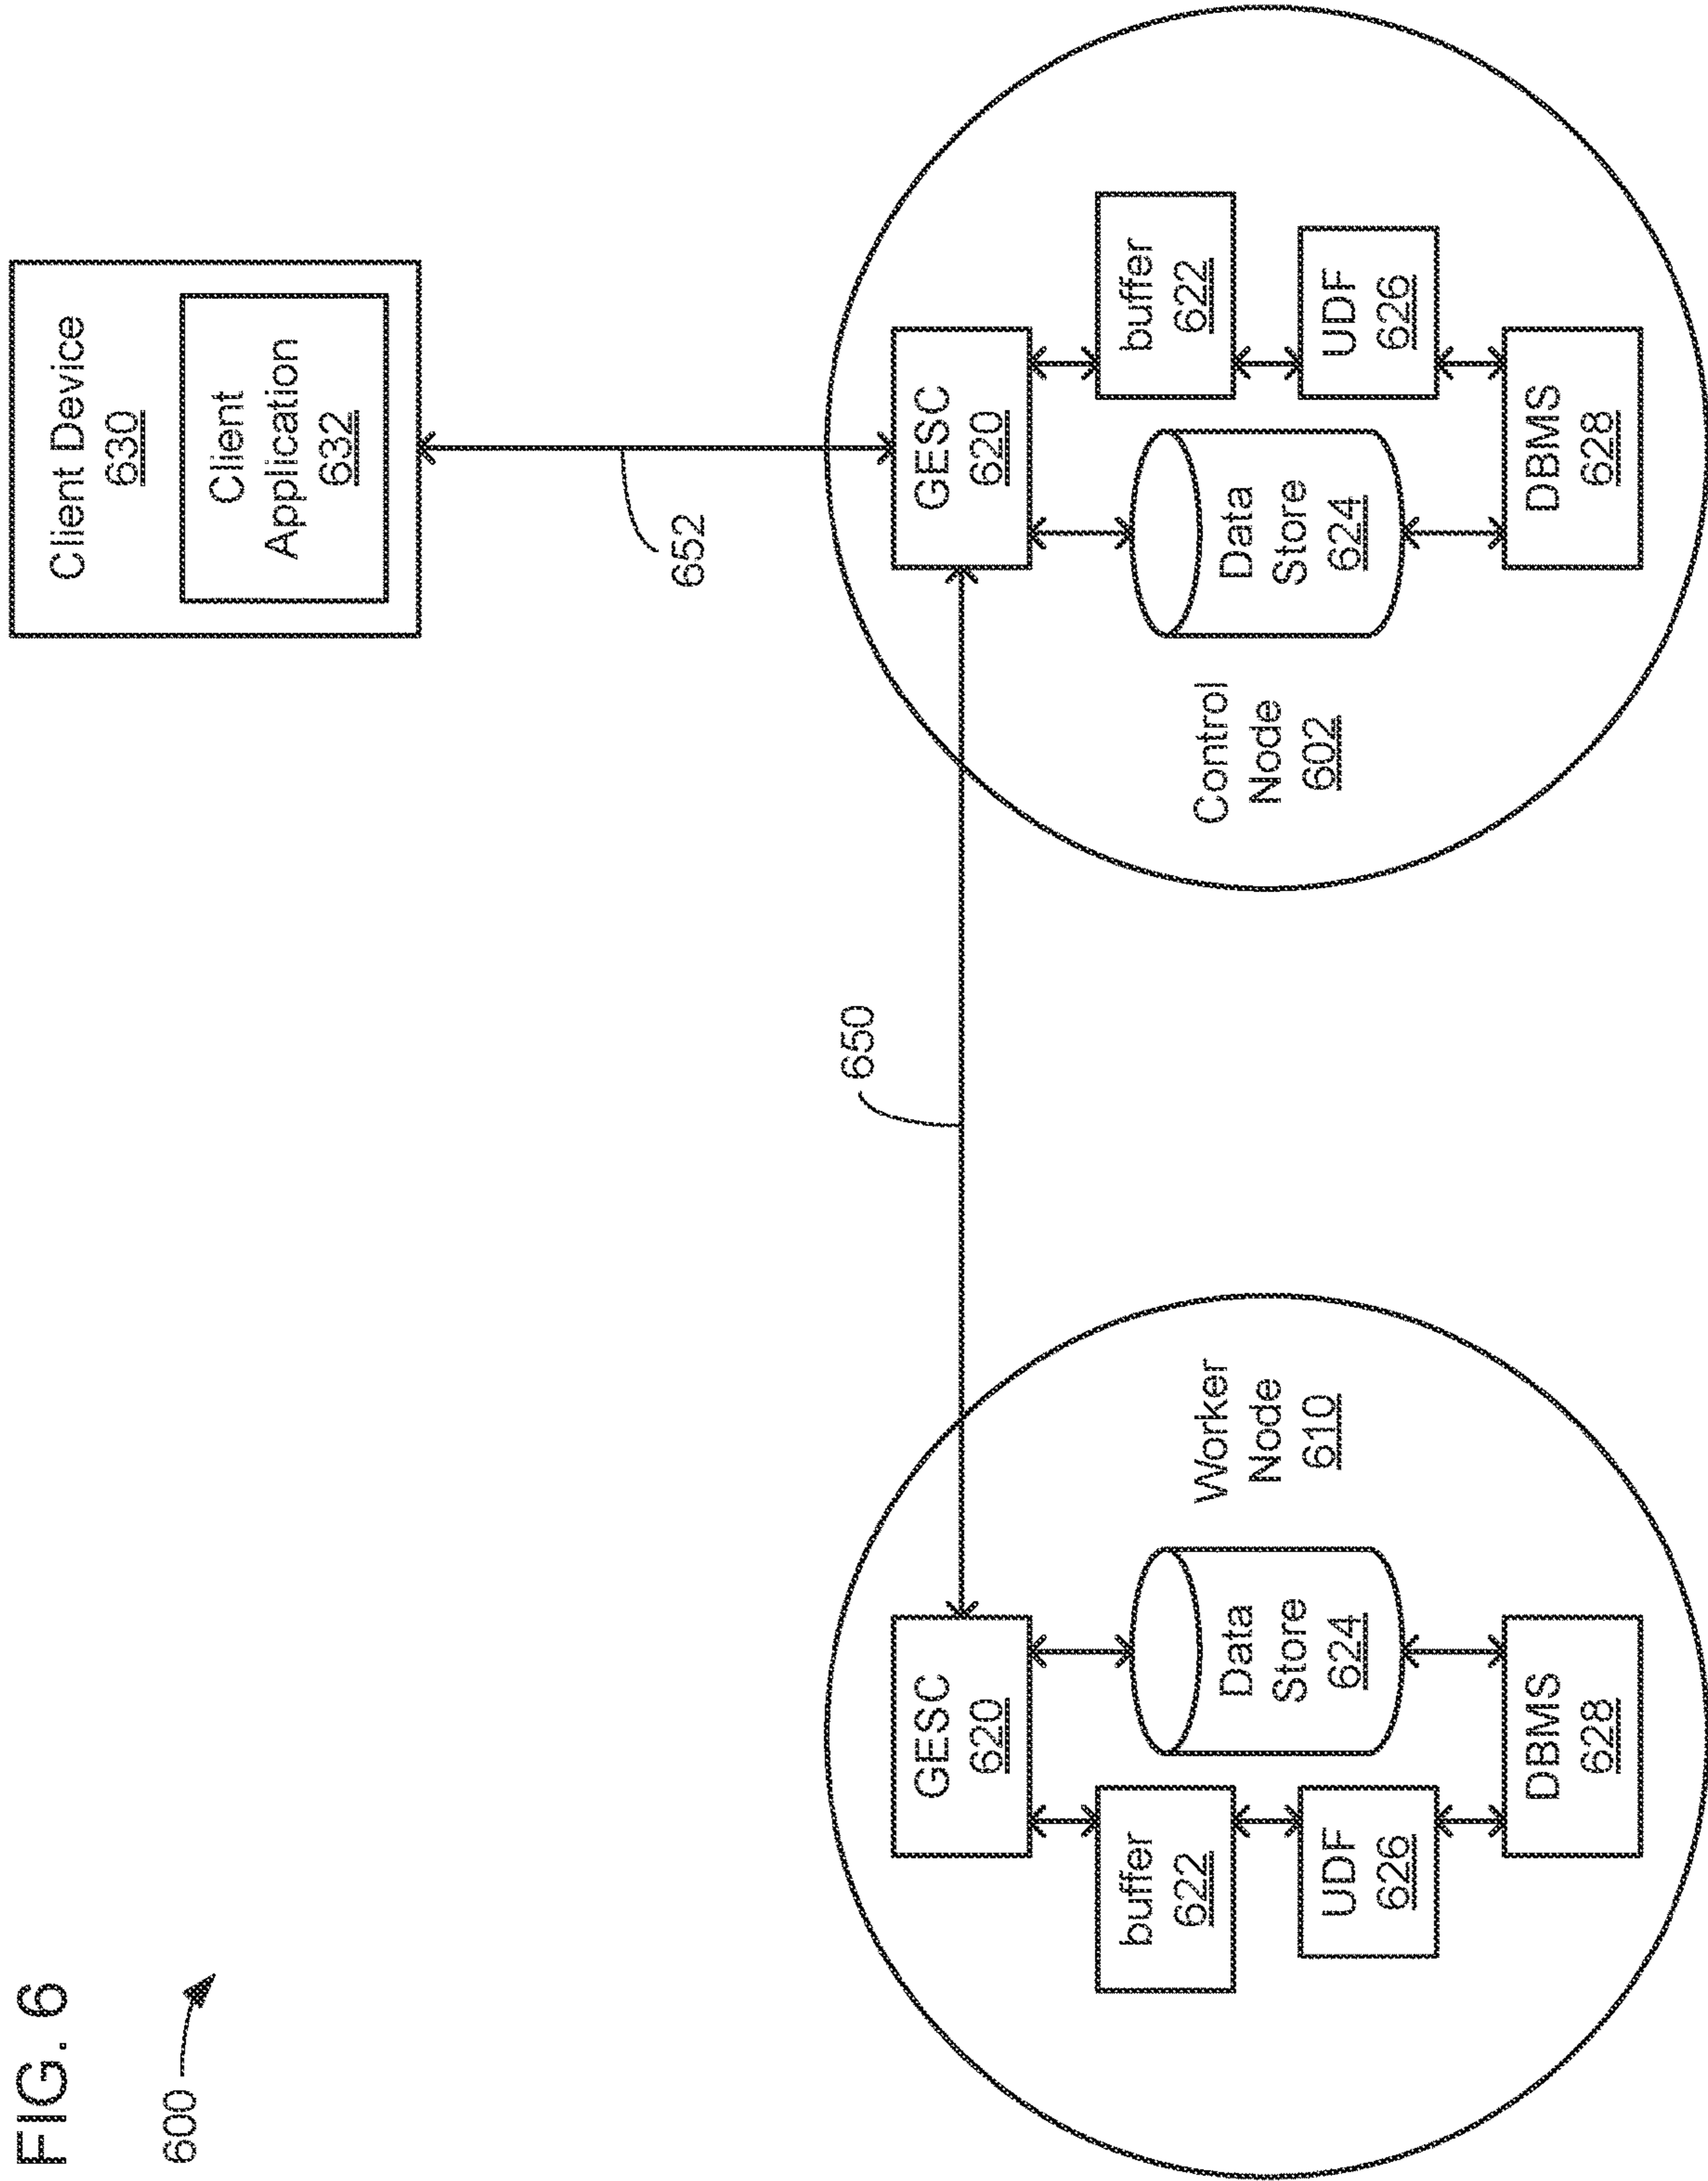 FIG. 6
600
Client Device
630
Client
Application
632
652
650
GESC
620
buffer
622
Data
Store
624
UDF
626
DBMS
628
Worker
Node
610
GESC
620
Data
Store
624
buffer
622
UDF
626
DBMS
628
Control
Node
602